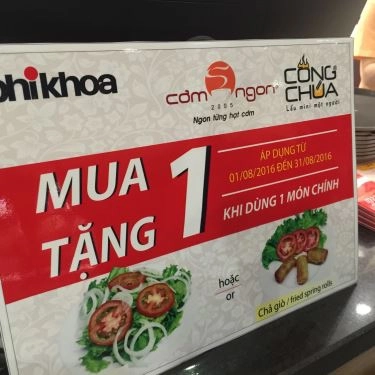 phikhoa
cơm ngon
2005
Ngon từng hạt cơm
CÔNG
CHÚA
Lẩu mini một người
MUA 1
TẶNG
ÁP DỤNG TỪ
01/08/2016 ĐẾN 31/08/2016
KHI DÙNG 1 MÓN CHÍNH
hoặc
or
Chả giò / fried spring rolls